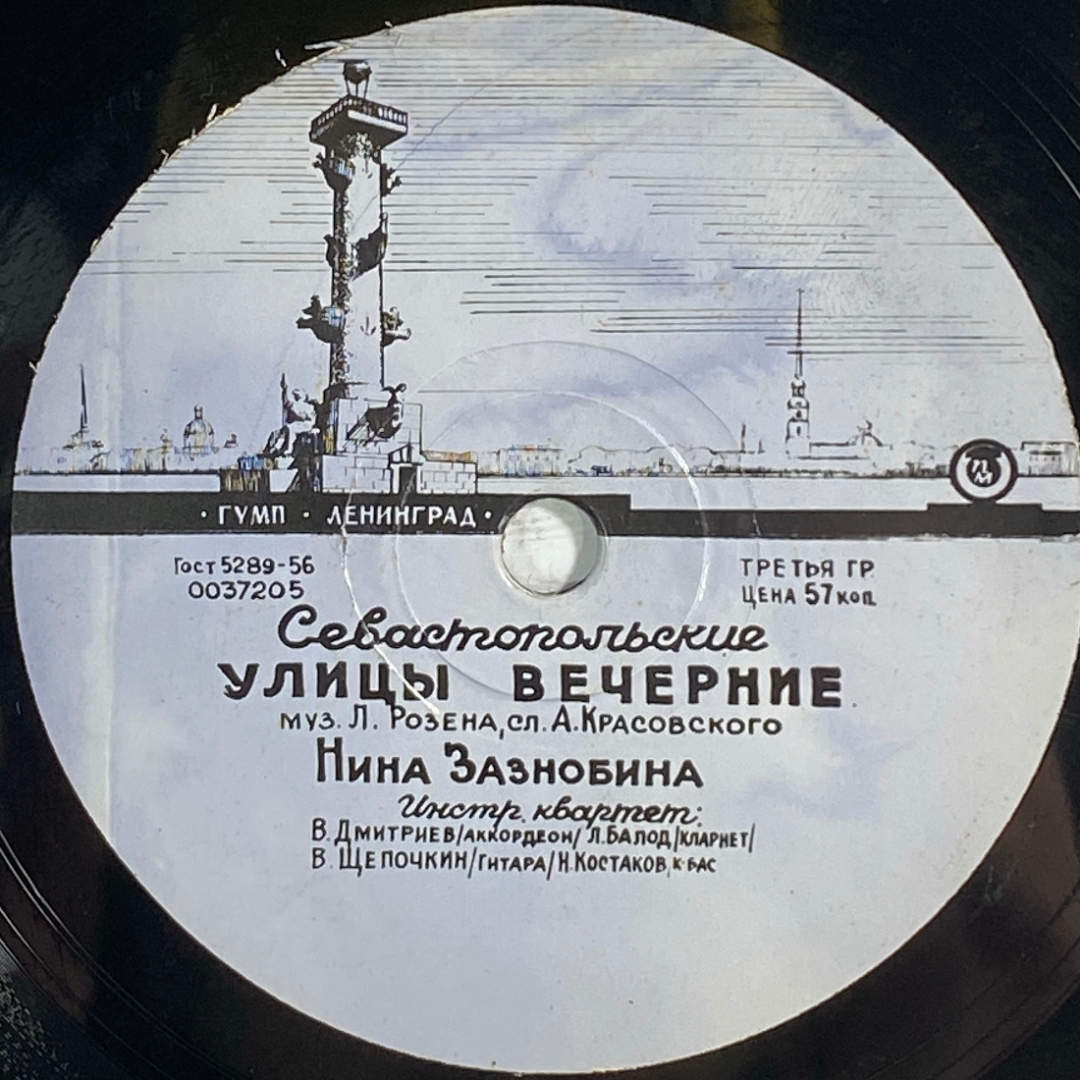 ЛМ
· ГУМП · ЛЕНИНГРАД ·
Гост 5289-56
0037205
ТРЕТЬЯ ГР.
ЦЕНА 57 коп.
Севастопольские
УЛИЦЫ ВЕЧЕРНИЕ.
муз. Л. Розена, сл. А. Красовского
Нина Зазнобина
Инстр. квартет:
В. Дмитриев /аккордеон/ Л. Балод /кларнет/
В. Щепочкин /гитара/ Н. Костаков, к-бас